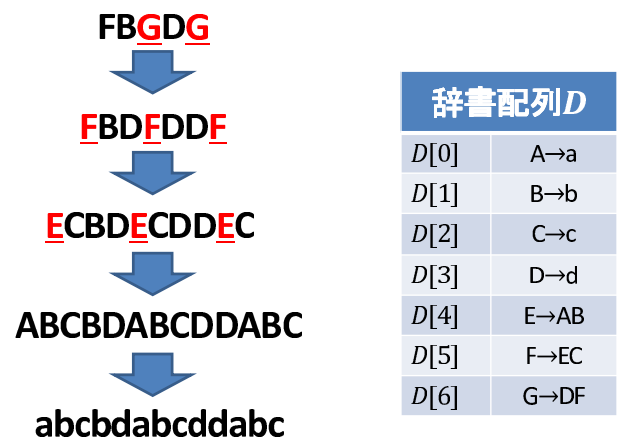 FBGDG
FBDFDDF
ECBDECDDEC
ABCBDABCDDABC
abcbdabcddabc
辞書配列D
D[0] A→a
D[1] B→b
D[2] C→c
D[3] D→d
D[4] E→AB
D[5] F→EC
D[6] G→DF